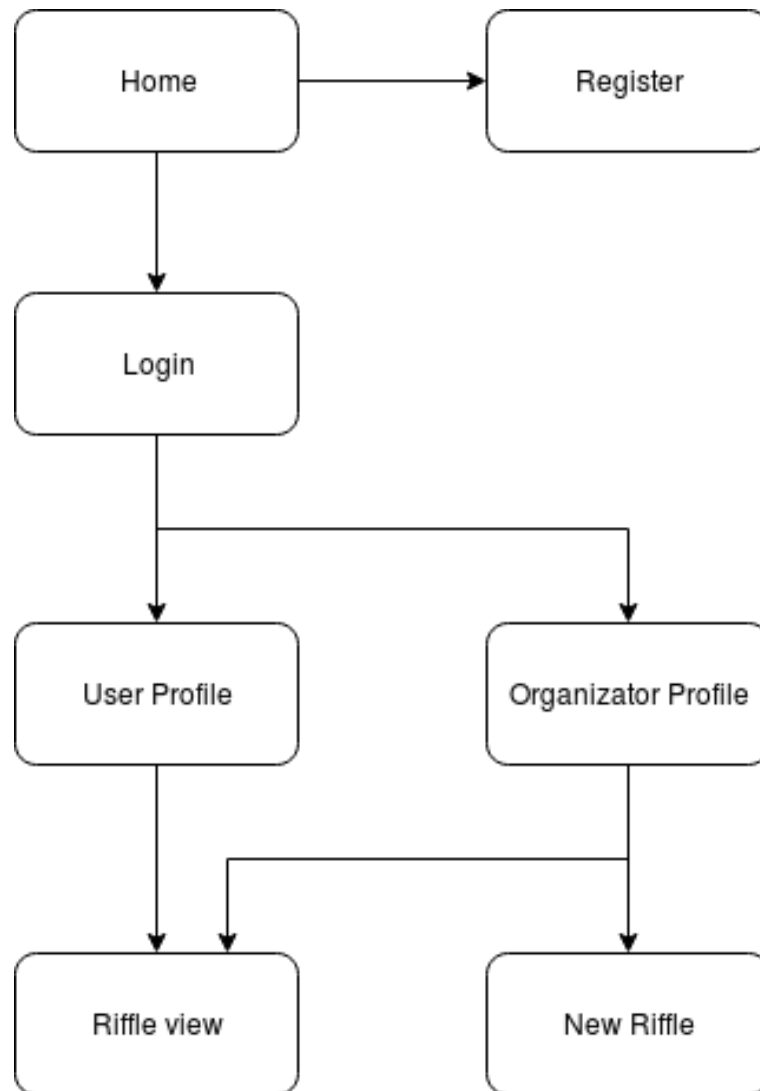 Home
Register
Login
User Profile
Organizator Profile
Riffle view
New Riffle